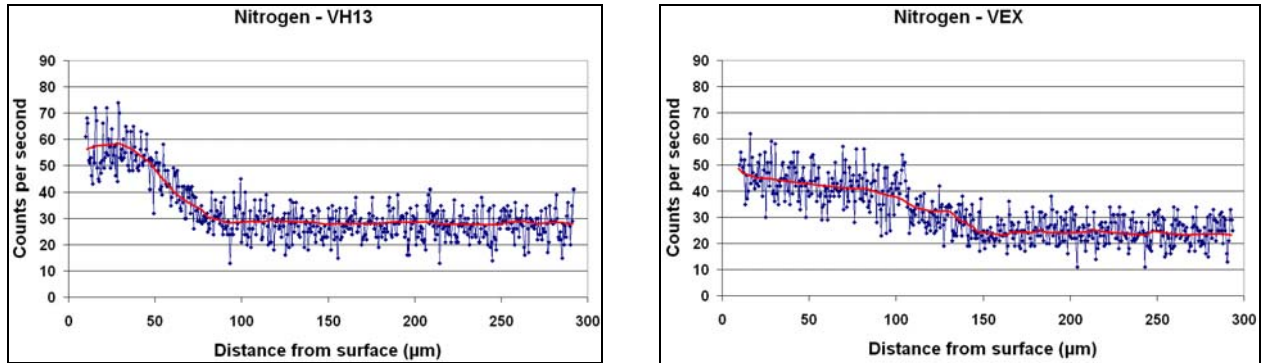 Nitrogen - VH13
90
80
70
60
50
40
30
20
10
0
Counts per second
0 50 100 150 200 250 300
Distance from surface (µm)
Nitrogen - VEX
90
80
70
60
50
40
30
20
10
0
Counts per second
0 50 100 150 200 250 300
Distance from surface (µm)